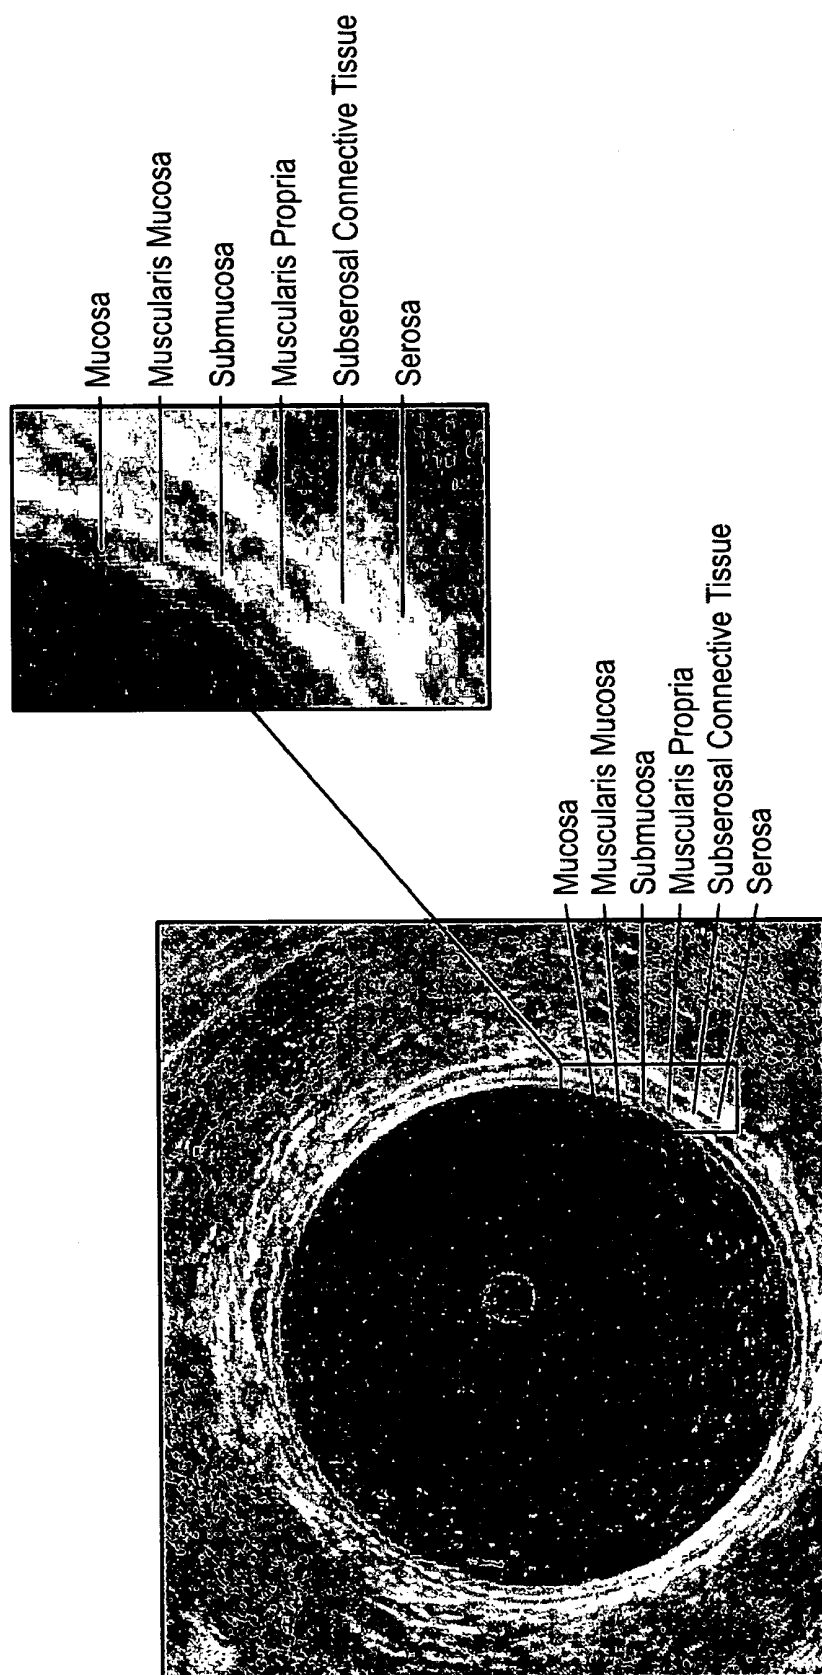 Mucosa
Muscularis Mucosa
Submucosa
Muscularis Propria
Subserosal Connective Tissue
Serosa
Mucosa
Muscularis Mucosa
Submucosa
Muscularis Propria
Subserosal Connective Tissue
Serosa